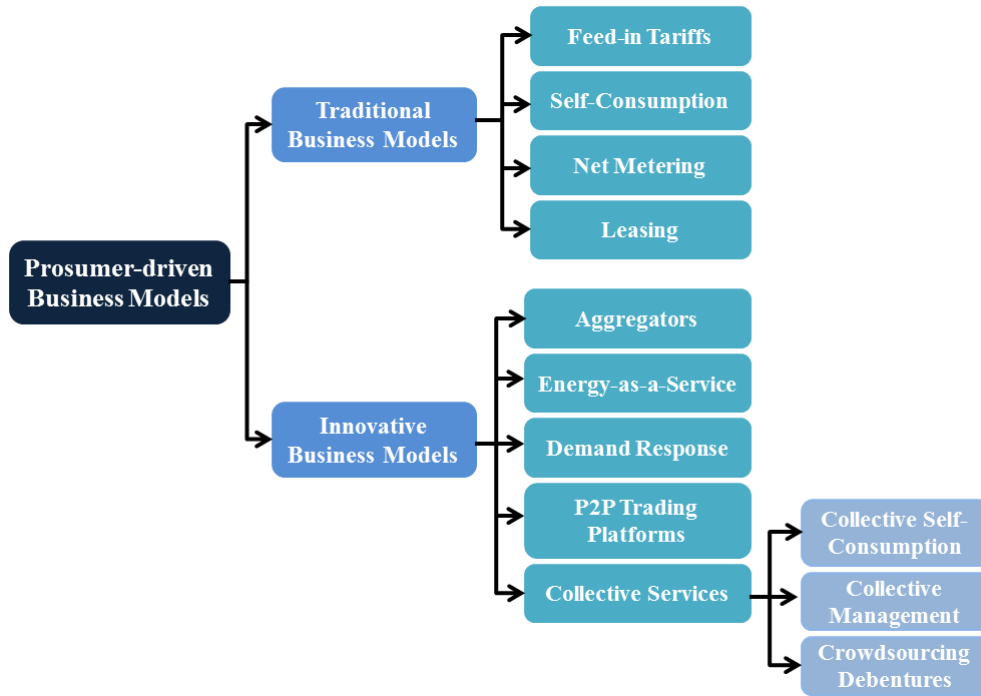 Prosumer-driven
Business Models
Traditional
Business Models
Feed-in Tariffs
Self-Consumption
Net Metering
Leasing
Innovative
Business Models
Aggregators
Energy-as-a-Service
Demand Response
P2P Trading
Platforms
Collective Services
Collective Self-
Consumption
Collective
Management
Crowdsourcing
Debentures